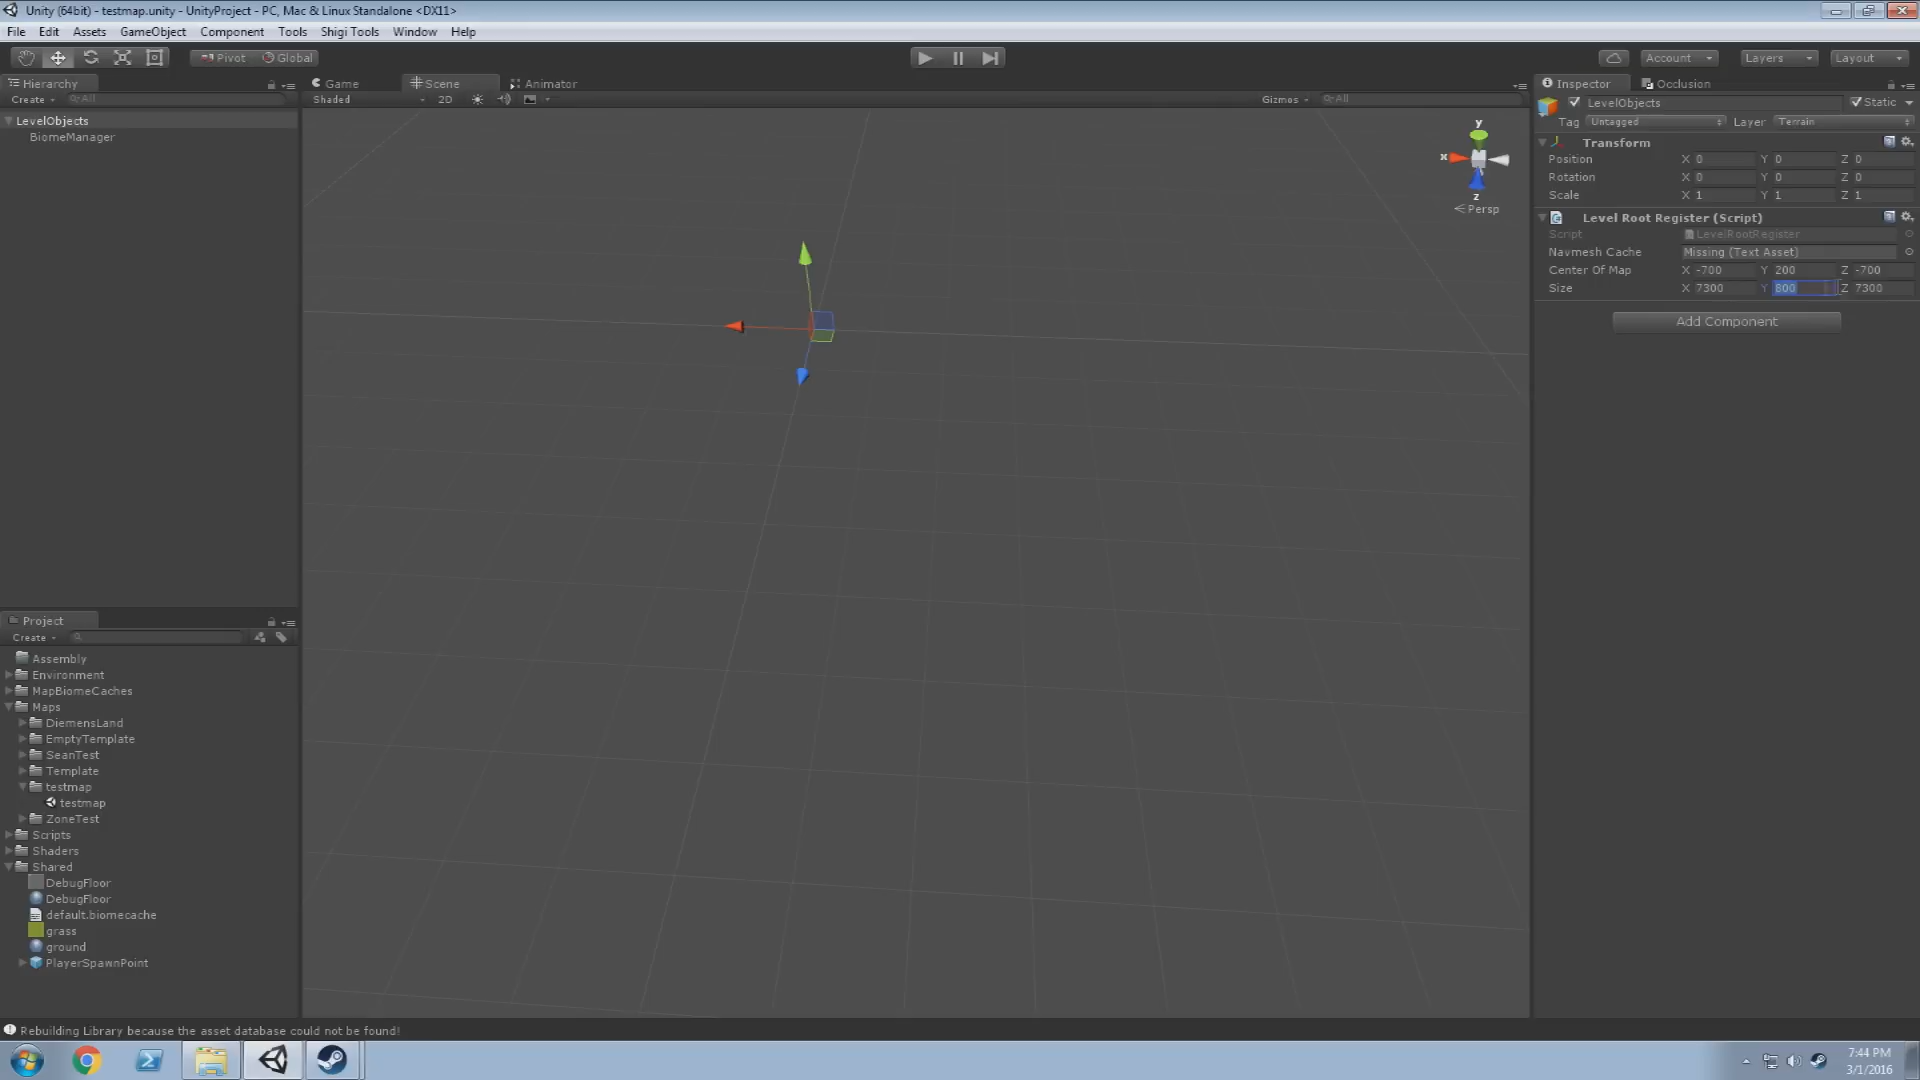 Unity (64bit) - testmap.unity - UnityProject - PC, Mac & Linux Standalone <DX11>
File Edit Assets GameObject Component Tools Shigi Tools Window Help
Pivot Global Account Layers Layout
Hierarchy
Create All
LevelObjects
BiomeManager
Game Scene Animator
Shaded 2D Gizmos All
y
x
z
Persp
Inspector Occlusion
LevelObjects Static
Tag Untagged Layer Terrain
Transform
Position X 0 Y 0 Z 0
Rotation X 0 Y 0 Z 0
Scale X 1 Y 1 Z 1
Level Root Register (Script)
Script LevelRootRegister
Navmesh Cache Missing (Text Asset)
Center Of Map X -700 Y 200 Z -700
Size X 7300 Y 800 Z 7300
Add Component
Project
Create
Assembly
Environment
MapBiomeCaches
Maps
DiemensLand
EmptyTemplate
SeanTest
Template
testmap
testmap
ZoneTest
Scripts
Shaders
Shared
DebugFloor
DebugFloor
default.biomecache
grass
ground
PlayerSpawnPoint
Rebuilding Library because the asset database could not be found!
7:44 PM
3/1/2016